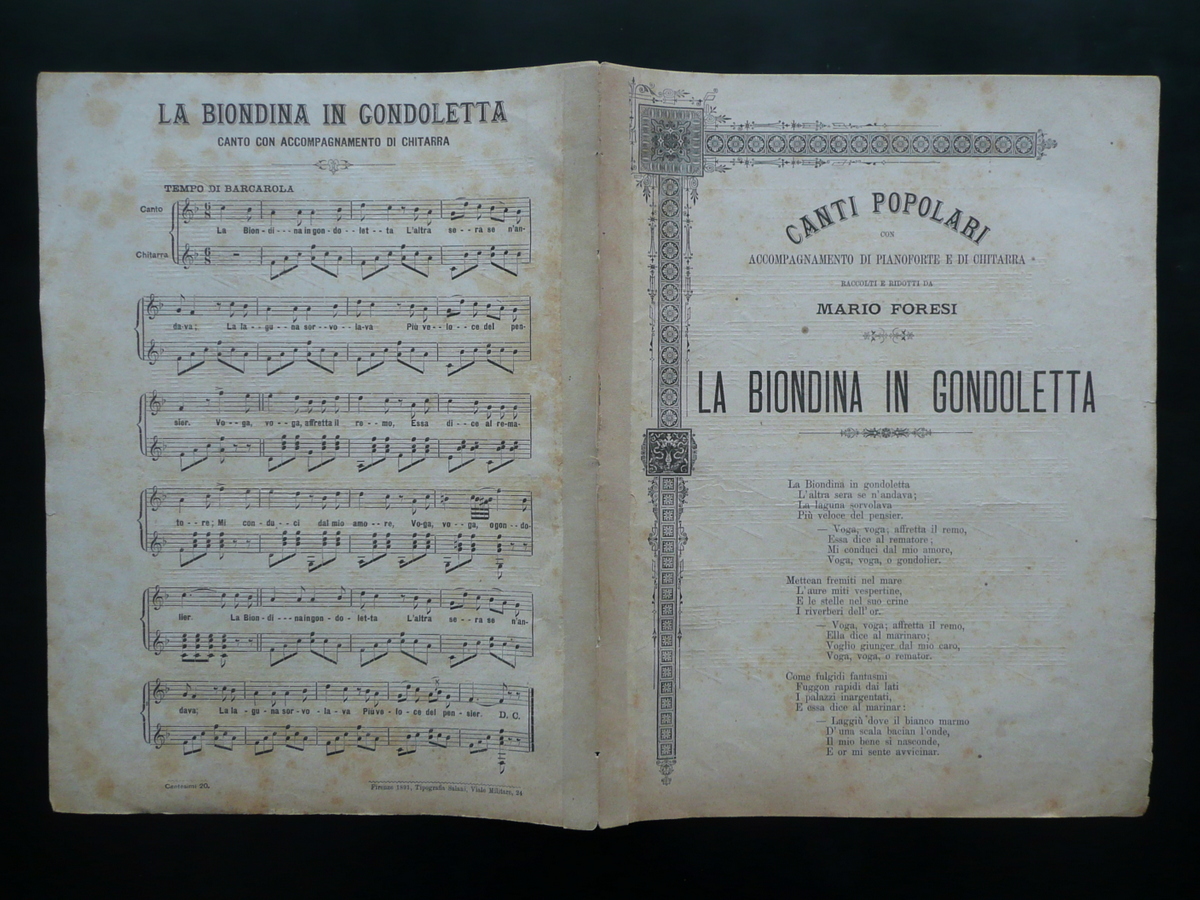 LA BIONDINA IN GONDOLETTA
CANTO CON ACCOMPAGNAMENTO DI CHITARRA
TEMPO DI BARCAROLA
Canto
La Bion - di - - - na in gon - do - - let - - ta L'altra se - - ra se n'an-
Chitarra
da - va; La la - - gu - na sor - - vo - la - va Più ve - - lo - - ce del pen-
sier. Vo - - ga, vo - - ga, affretta il re - - mo, Essa di - - ce al re-ma-
to - - re; Mi con - du - ci dal mio amo - - re, Vo-ga, vo - ga, o gon - do-
lier. La Bion - di - - - na in gon - do - let-ta L'altra se - ra se n'an-
dava; La la - gu - na sor - vo - la - va Più ve - lo - ce del pen - sier. D. C.
Centesimi 20.
Firenze 1891, Tipografia Salani, Viale Militare, 24
CANTI POPOLARI
CON
ACCOMPAGNAMENTO DI PIANOFORTE E DI CHITARRA
RACCOLTI E RIDOTTI DA
MARIO FORESI
LA BIONDINA IN GONDOLETTA
La Biondina in gondoletta
L'altra sera se n'andava;
La laguna sorvolava
Più veloce del pensier.
— Voga, voga; affretta il remo,
Essa dice al rematore;
Mi conduci dal mio amore,
Voga, voga, o gondolier.
Mettean fremiti nel mare
L'aure miti vespertine,
E le stelle nel suo crine
I riverberi dell'or.
— Voga, voga; affretta il remo,
Ella dice al marinaro;
Voglio giunger dal mio caro,
Voga, voga, o remator.
Come fulgidi fantasmi
Fuggon rapidi dai lati
I palazzi inargentati,
E essa dice al marinar:
— Laggiù dove il bianco marmo
D'una scala bacian l'onde,
Il mio bene si nasconde,
E or mi sente avvicinar.